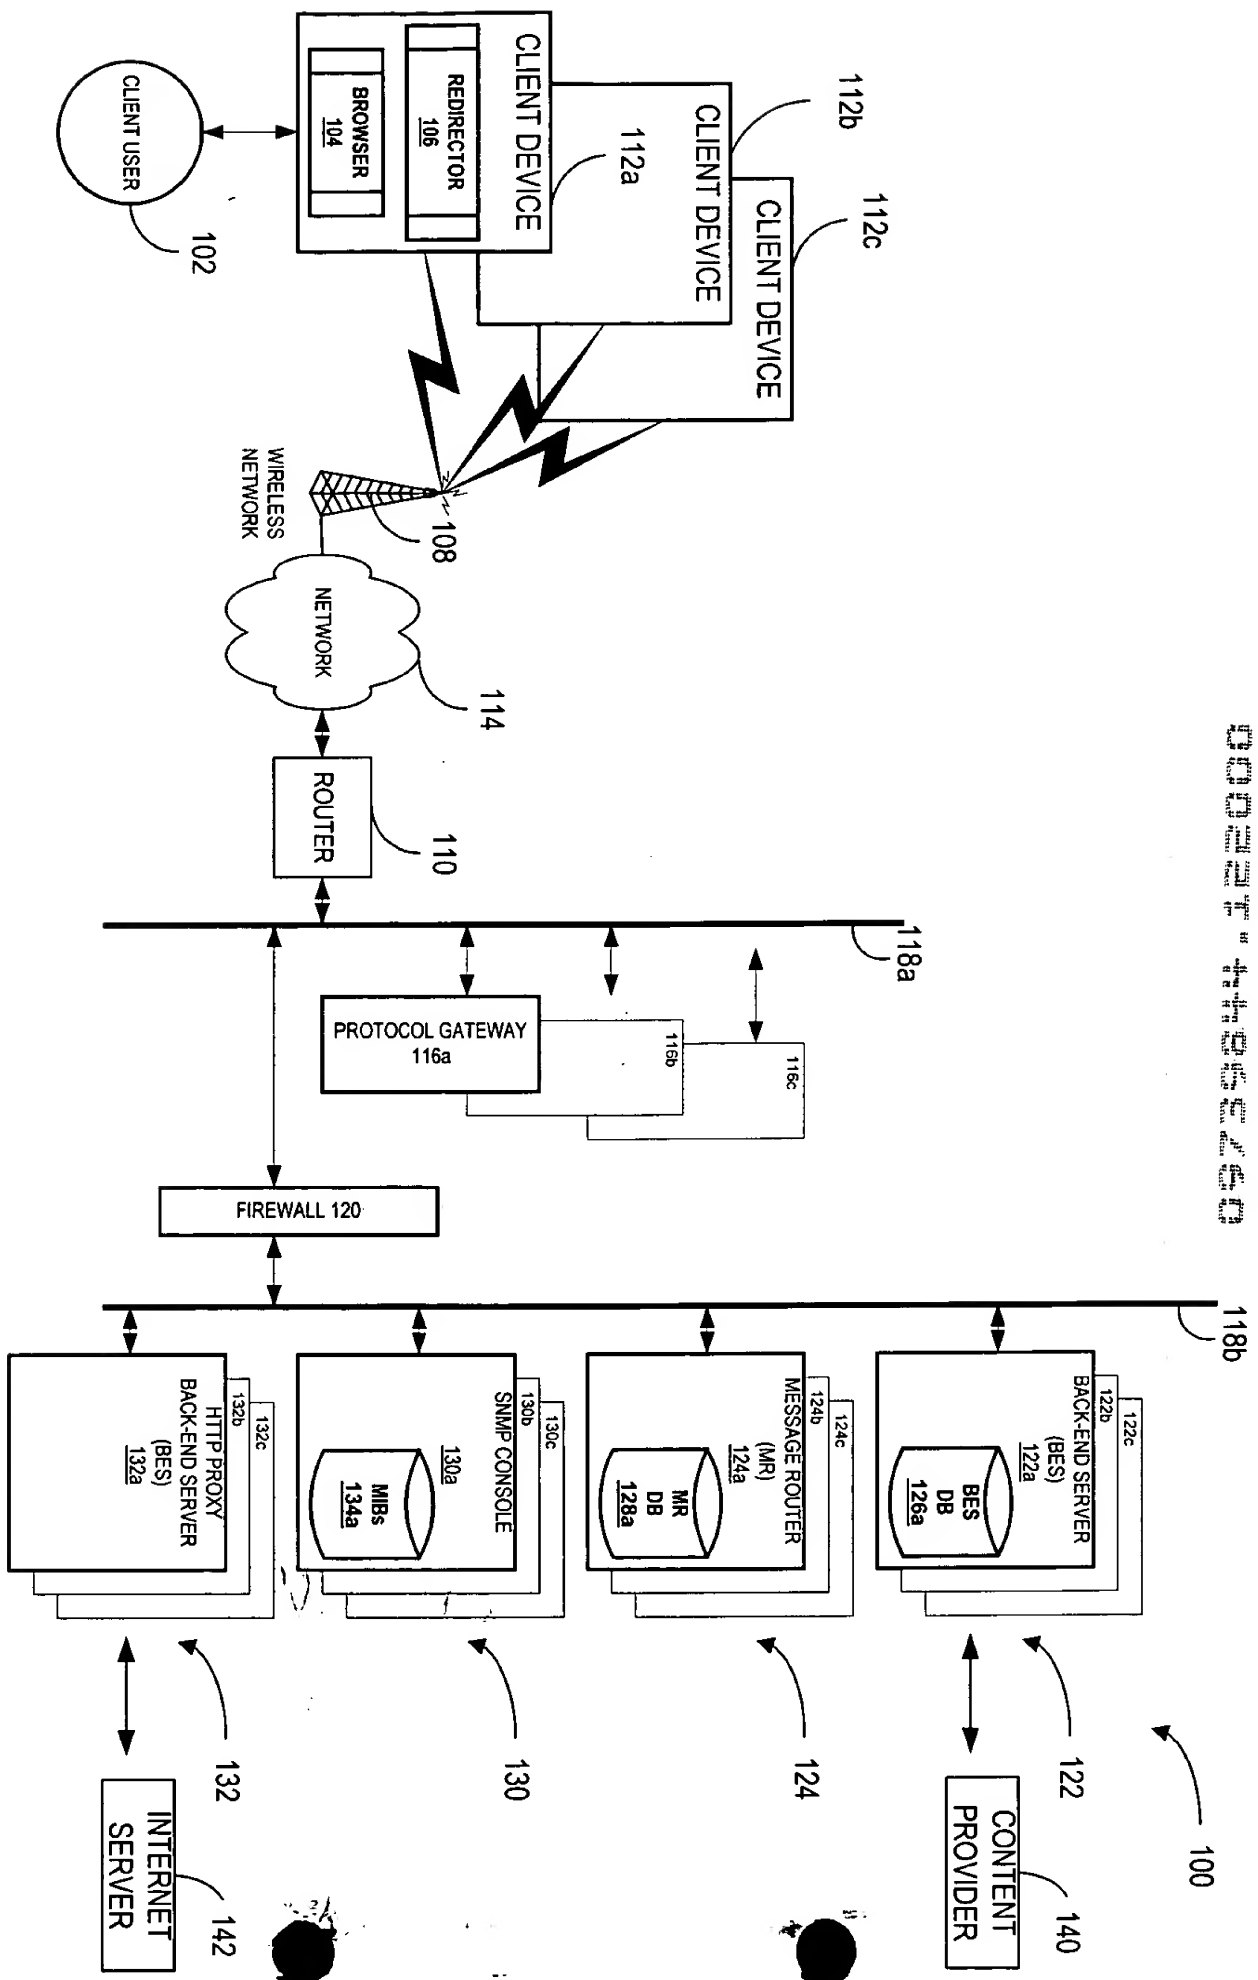 118b
100
122c
122b
BACK-END SERVER
(BES)
122a
BES
DB
126a
122
CONTENT
PROVIDER
140
112c
112b
CLIENT DEVICE
CLIENT DEVICE
112a
CLIENT DEVICE
REDIRECTOR
106
BROWSER
104
CLIENT USER
102
118a
116c
116b
PROTOCOL GATEWAY
116a
124c
124b
MESSAGE ROUTER
(MR)
124a
MR
DB
128a
124
108
WIRELESS
NETWORK
NETWORK
114
ROUTER
110
FIREWALL 120
130c
130b
SNMP CONSOLE
130a
MIBs
134a
130
132c
132b
HTTP PROXY
BACK-END SERVER
(BES)
132a
132
INTERNET
SERVER
142